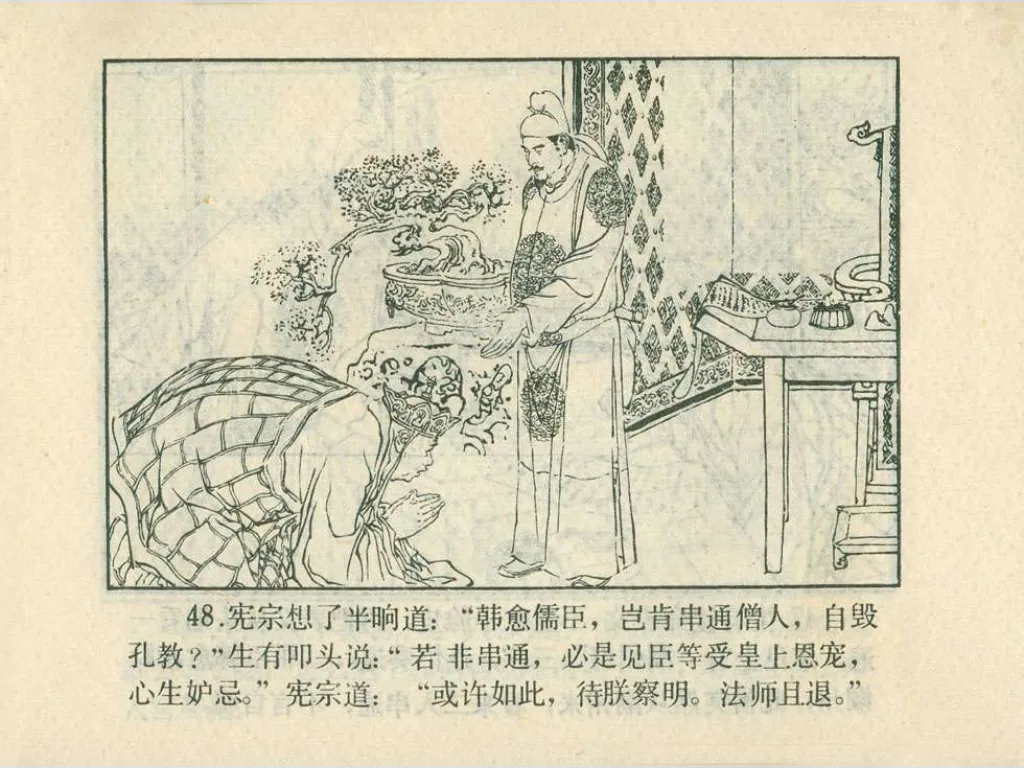 48.宪宗想了半晌道：“韩愈儒臣，岂肯串通僧人，自毁
孔教？”生有叩头说：“若非串通，必是见臣等受皇上恩宠，
心生妒忌。”宪宗道：“或许如此，待朕察明。法师且退。”